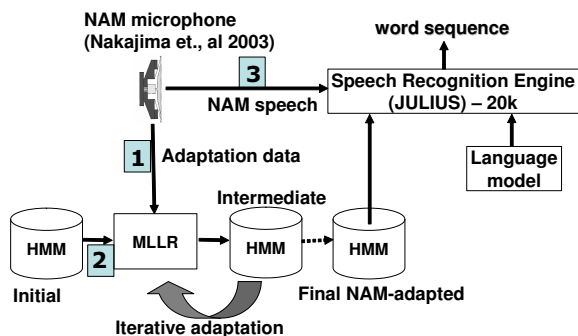 NAM microphone
(Nakajima et., al 2003)
word sequence
3
Speech Recognition Engine
(JULIUS) – 20k
NAM speech
1
Adaptation data
Language
model
Intermediate
HMM
2
MLLR
HMM
HMM
Initial
Final NAM-adapted
Iterative adaptation